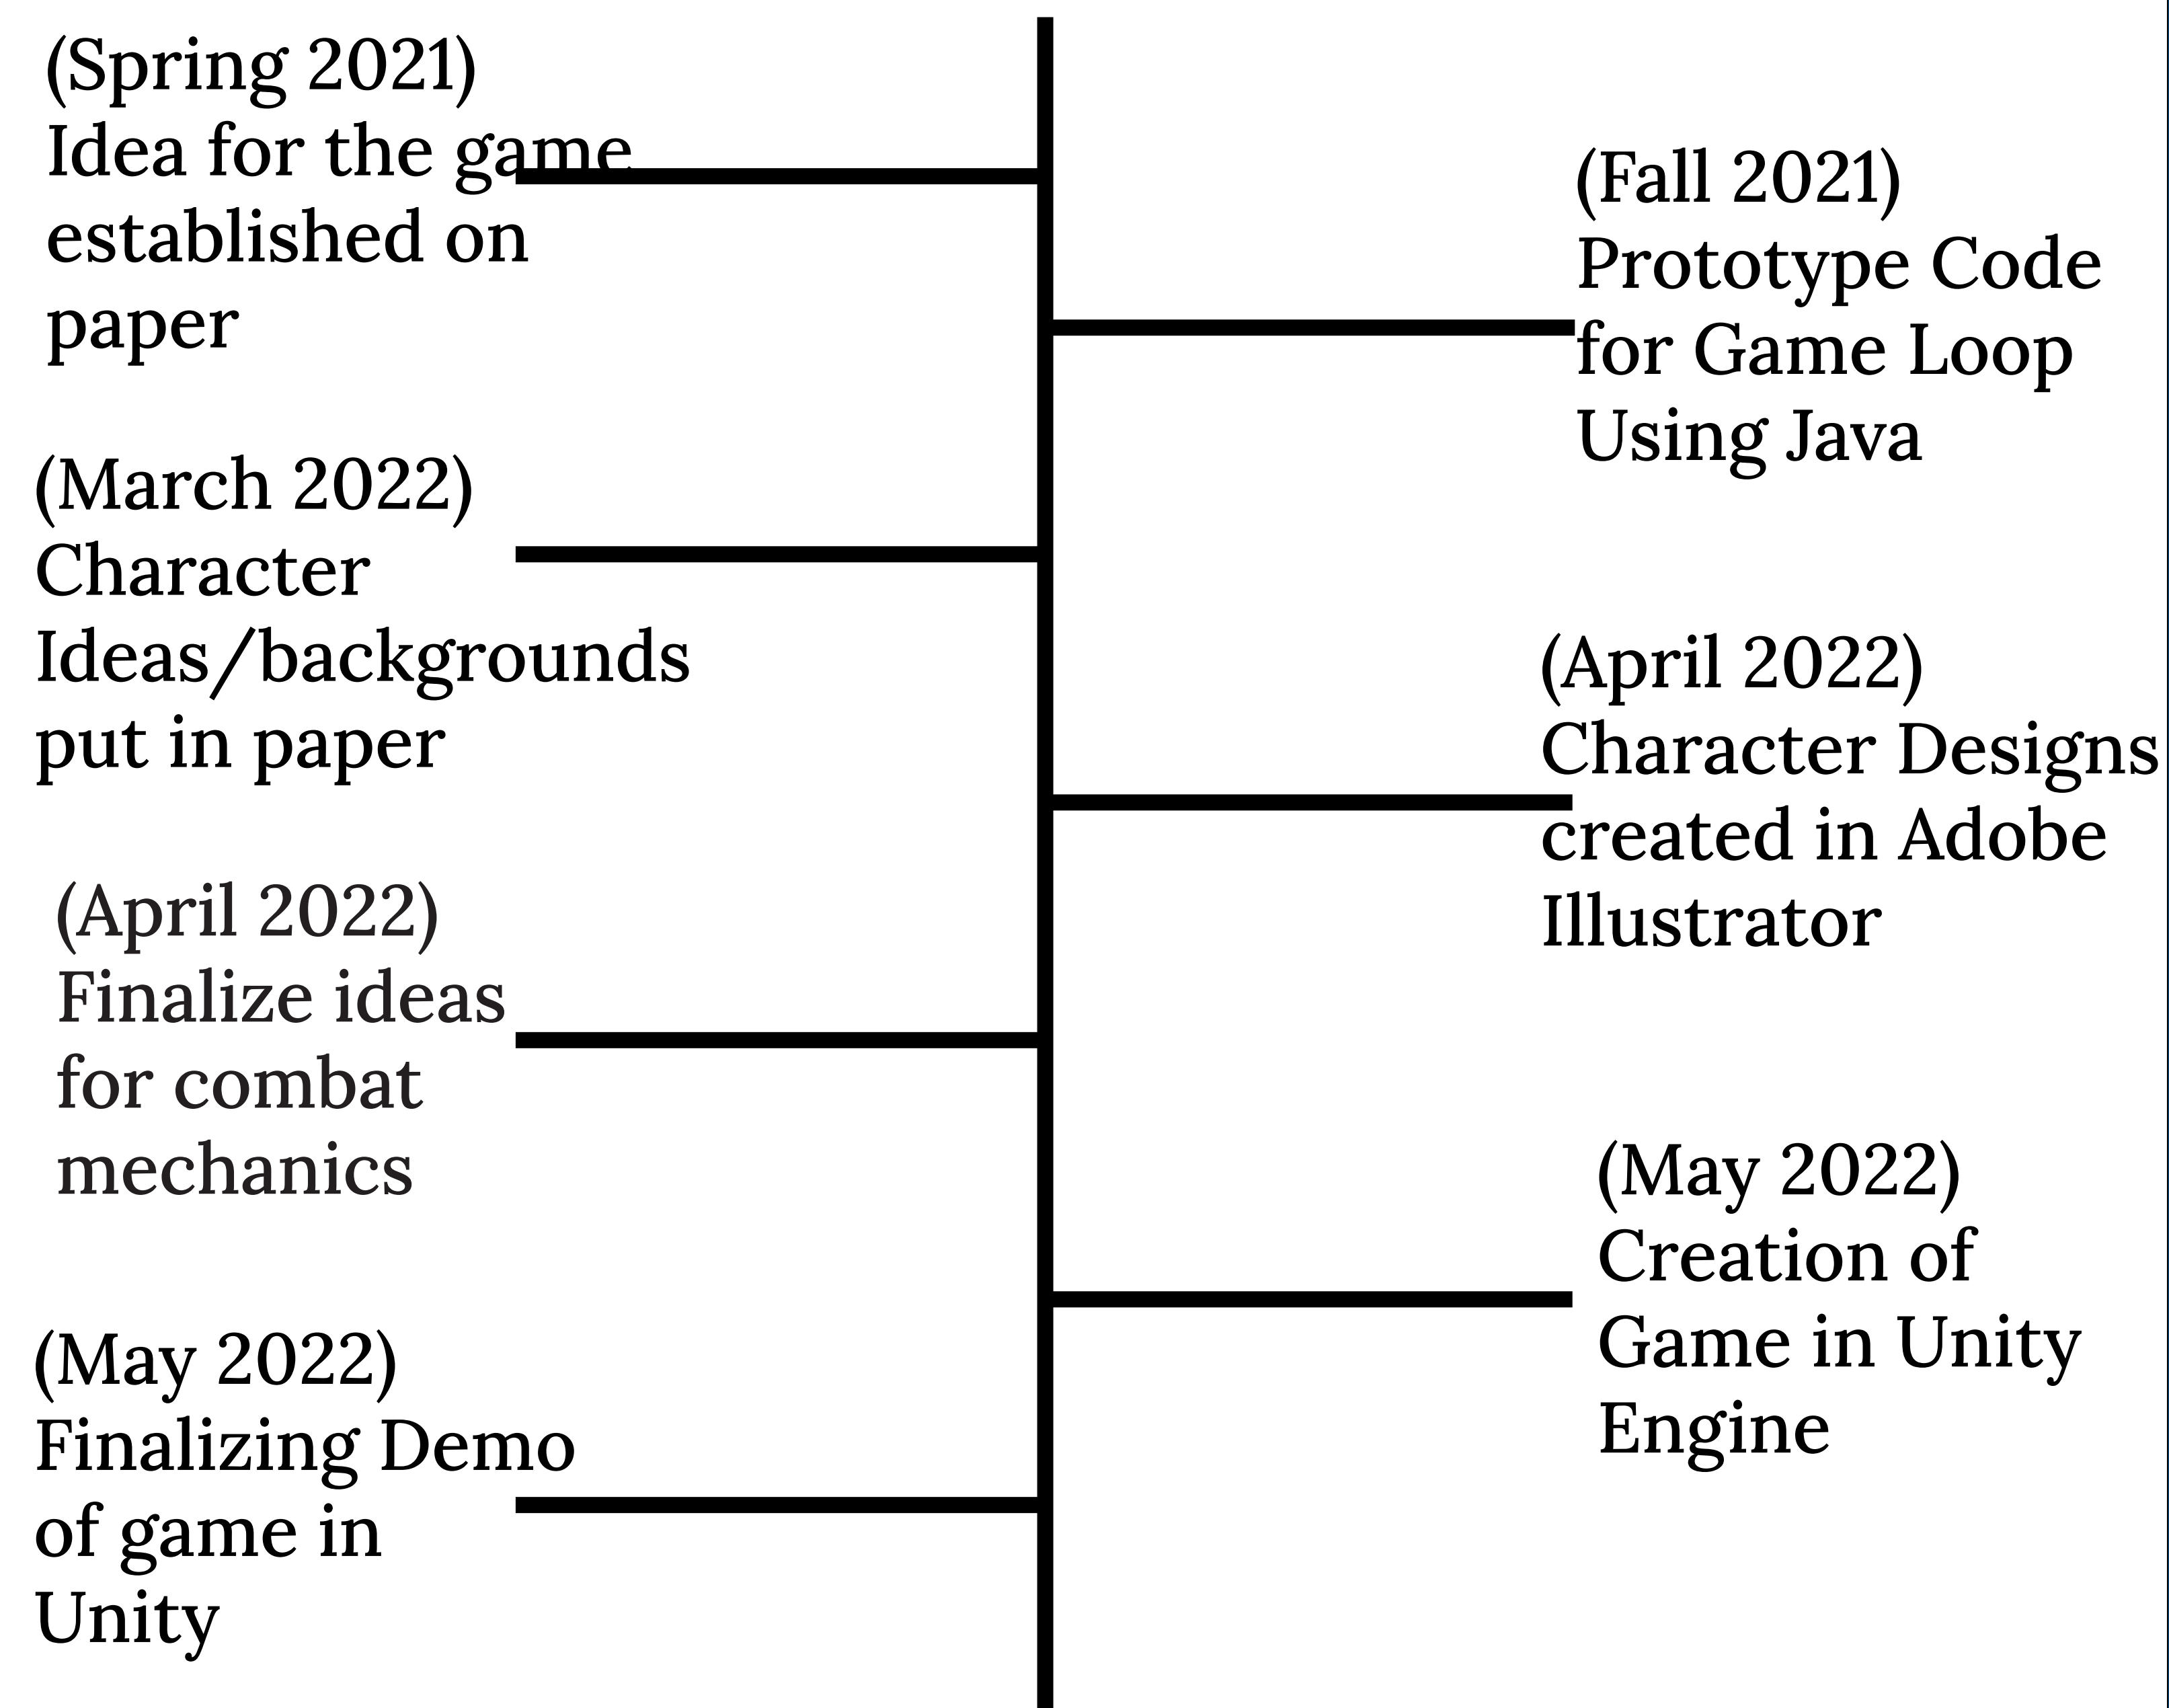 (Spring 2021)
Idea for the game
established on
paper
(Fall 2021)
Prototype Code
for Game Loop
Using Java
(March 2022)
Character
Ideas/backgrounds
put in paper
(April 2022)
Character Designs
created in Adobe
Illustrator
(April 2022)
Finalize ideas
for combat
mechanics
(May 2022)
Creation of
Game in Unity
Engine
(May 2022)
Finalizing Demo
of game in
Unity